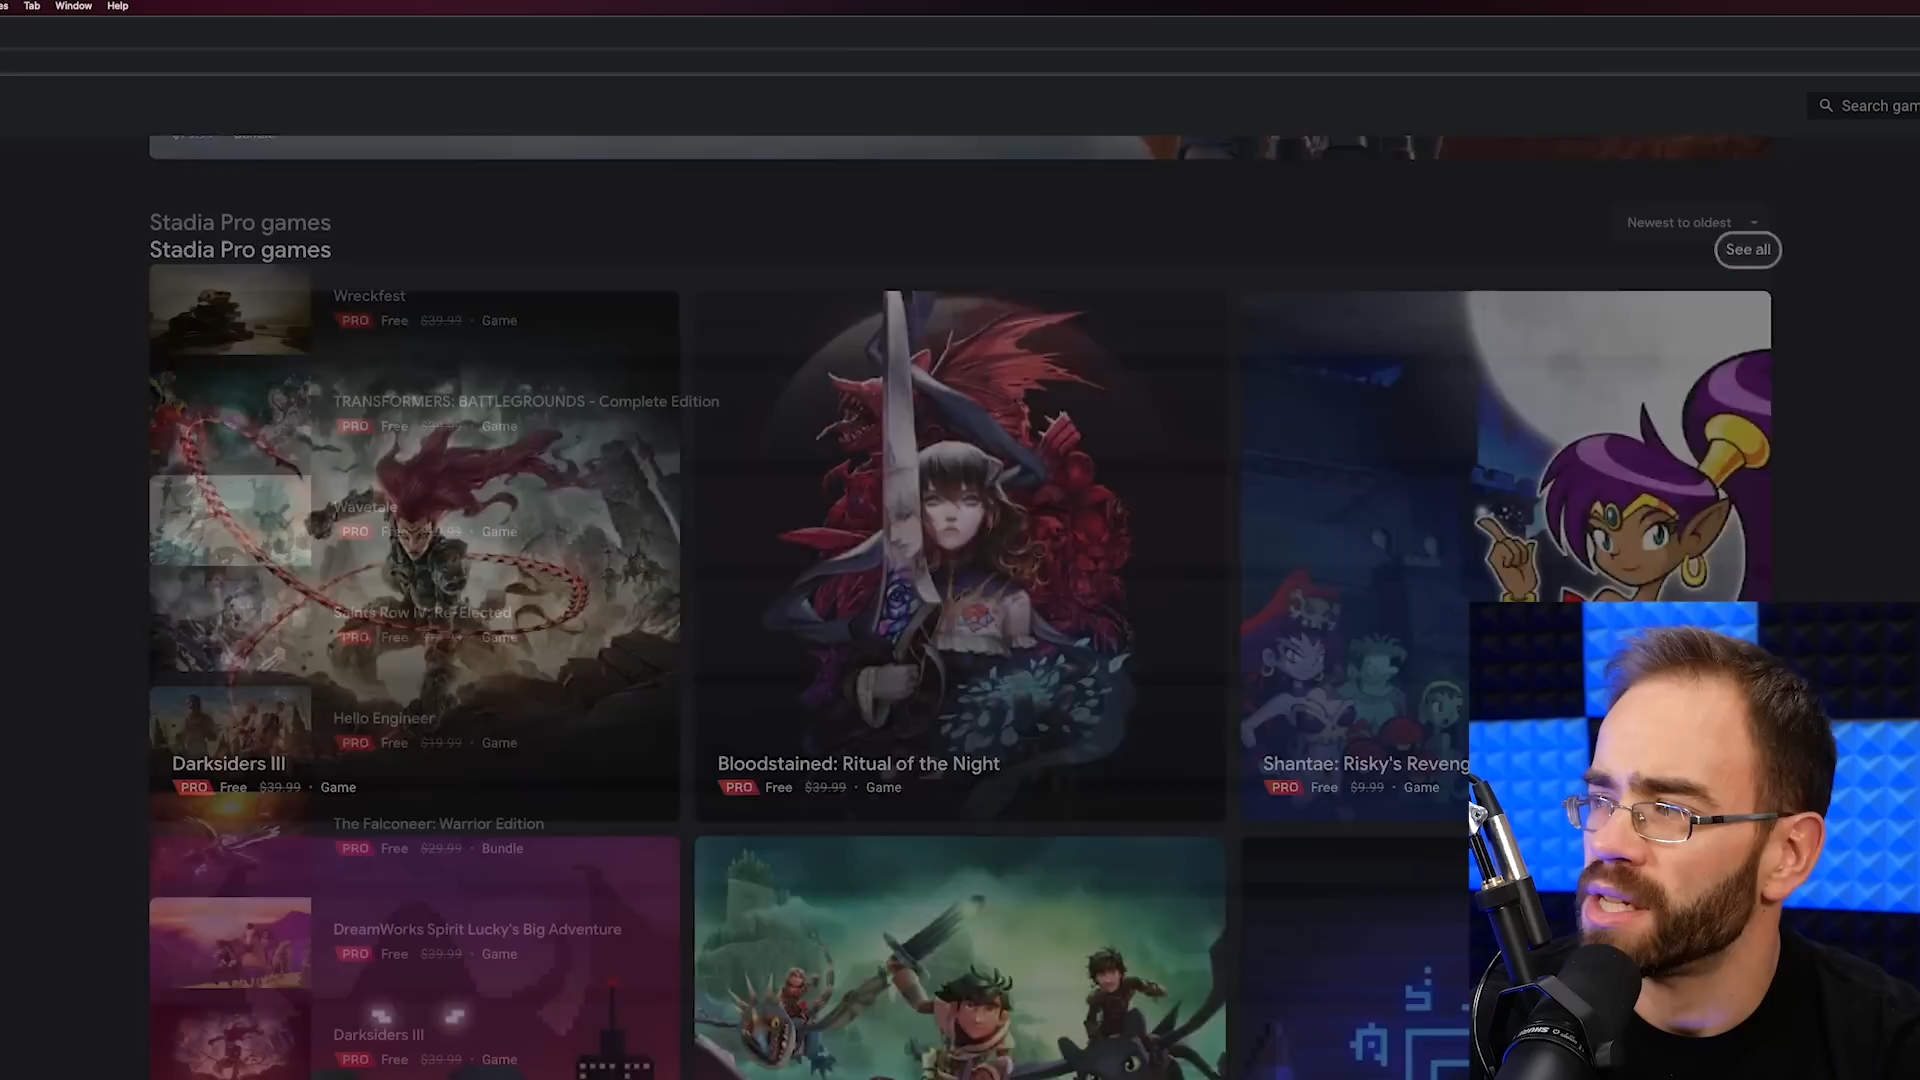 Tab Window Help
Search gam
Stadia Pro games
Newest to oldest
Stadia Pro games
See all
Wreckfest
PRO Free $39.99 · Game
TRANSFORMERS: BATTLEGROUNDS - Complete Edition
PRO Free $39.99 · Game
Wavetale
PRO Free · Game
Saints Row IV: Re-Elected
PRO Free · Game
Hello Engineer
PRO Free $19.99 · Game
Darksiders III
PRO Free $39.99 · Game
Bloodstained: Ritual of the Night
PRO Free $39.99 · Game
Shantae: Risky's Reveng
PRO Free $9.99 · Game
The Falconeer: Warrior Edition
PRO Free $29.99 · Bundle
DreamWorks Spirit Lucky's Big Adventure
PRO Free $39.99 · Game
Darksiders III
PRO Free $39.99 · Game
SHURE